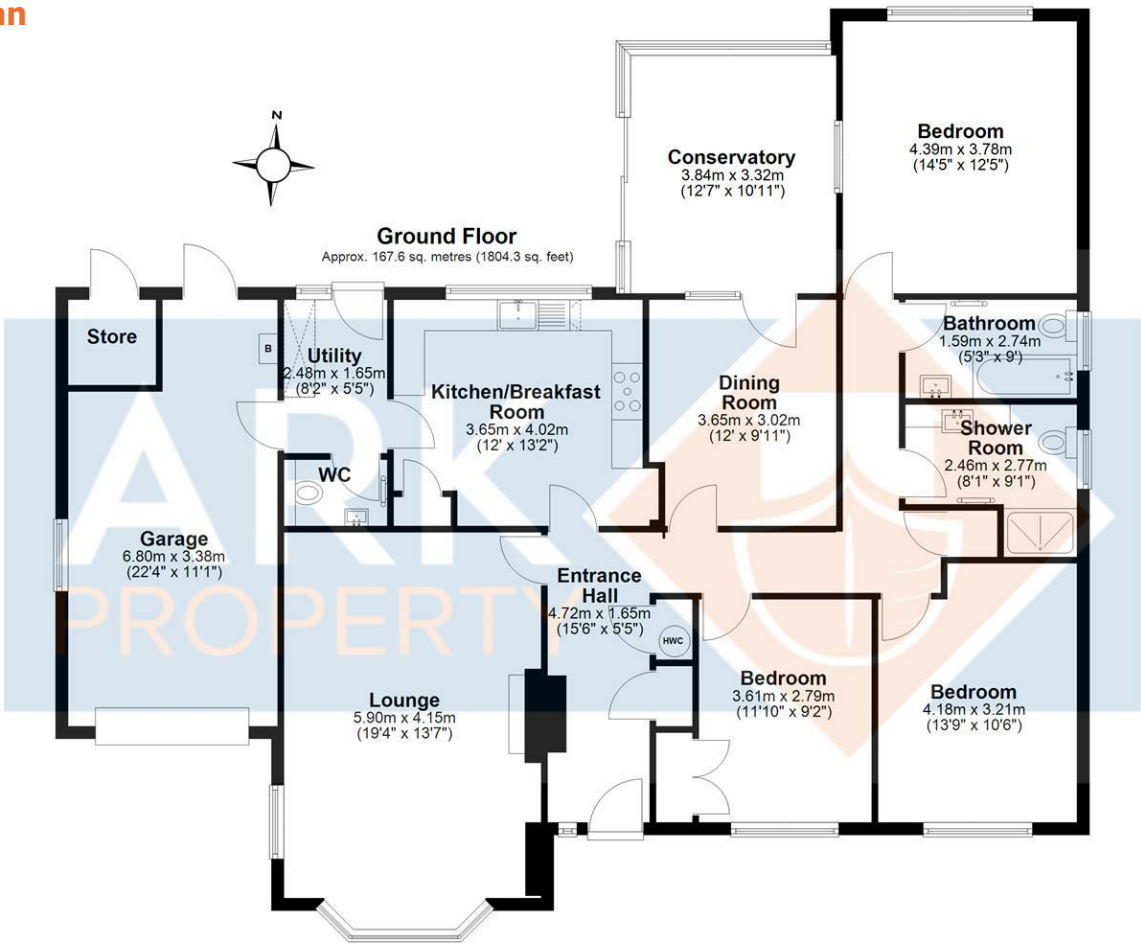 nn
N
Ground Floor
Approx. 167.6 sq. metres (1804.3 sq. feet)
Conservatory
3.84m x 3.32m
(12'7" x 10'11")
Bedroom
4.39m x 3.78m
(14'5" x 12'5")
Store
B
Utility
2.48m x 1.65m
(8'2" x 5'5")
Kitchen/Breakfast
Room
3.65m x 4.02m
(12' x 13'2")
Dining
Room
3.65m x 3.02m
(12' x 9'11")
Bathroom
1.59m x 2.74m
(5'3" x 9')
Shower
Room
2.46m x 2.77m
(8'1" x 9'1")
WC
Garage
6.80m x 3.38m
(22'4" x 11'1")
Entrance
Hall
4.72m x 1.65m
(15'6" x 5'5")
HWC
Lounge
5.90m x 4.15m
(19'4" x 13'7")
Bedroom
3.61m x 2.79m
(11'10" x 9'2")
Bedroom
4.18m x 3.21m
(13'9" x 10'6")
ARK
PROPERTY